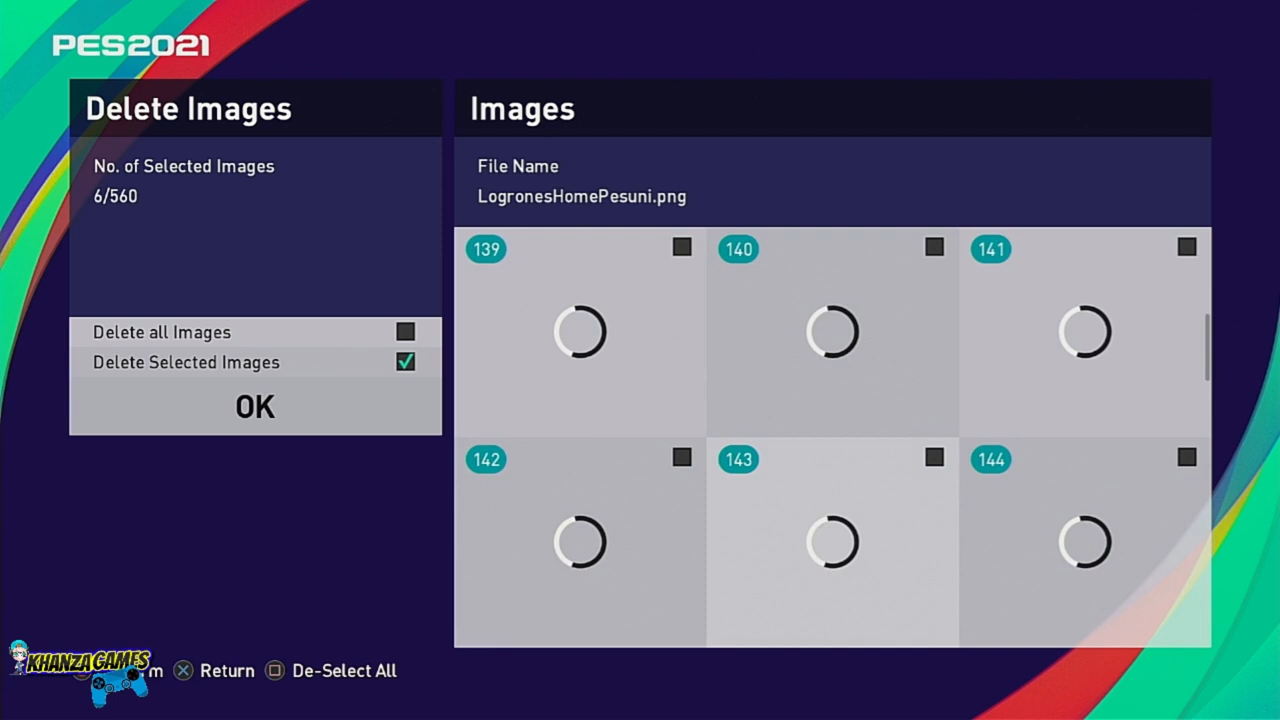 PES2021
Delete Images
No. of Selected Images
6/560
Delete all Images
Delete Selected Images
OK
Images
File Name
LogronesHomePesuni.png
139
140
141
142
143
144
KHANZA GAMES
Return
De-Select All